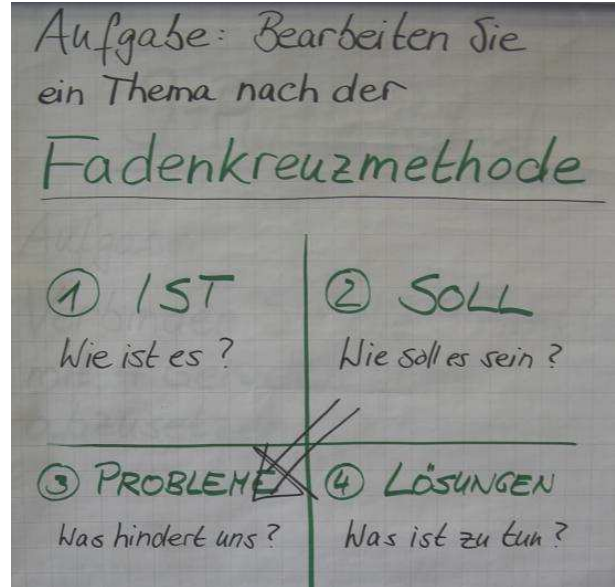 Aufgabe: Bearbeiten Sie
ein Thema nach der
Fadenkreuzmethode
① IST
Wie ist es?
② SOLL
Wie soll es sein?
③ PROBLEME
Was hindert uns?
④ LÖSUNGEN
Was ist zu tun?